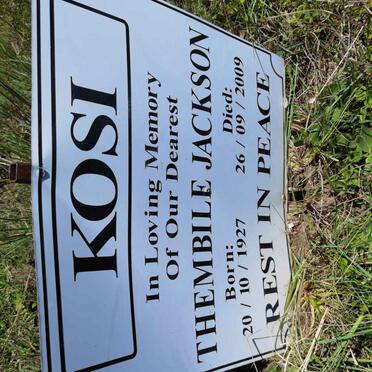 KOSI
In Loving Memory
Of Our Dearest
THEMBILE JACKSON
Born: Died:
20 / 10 / 1927 26 / 09 / 2009
REST IN PEACE